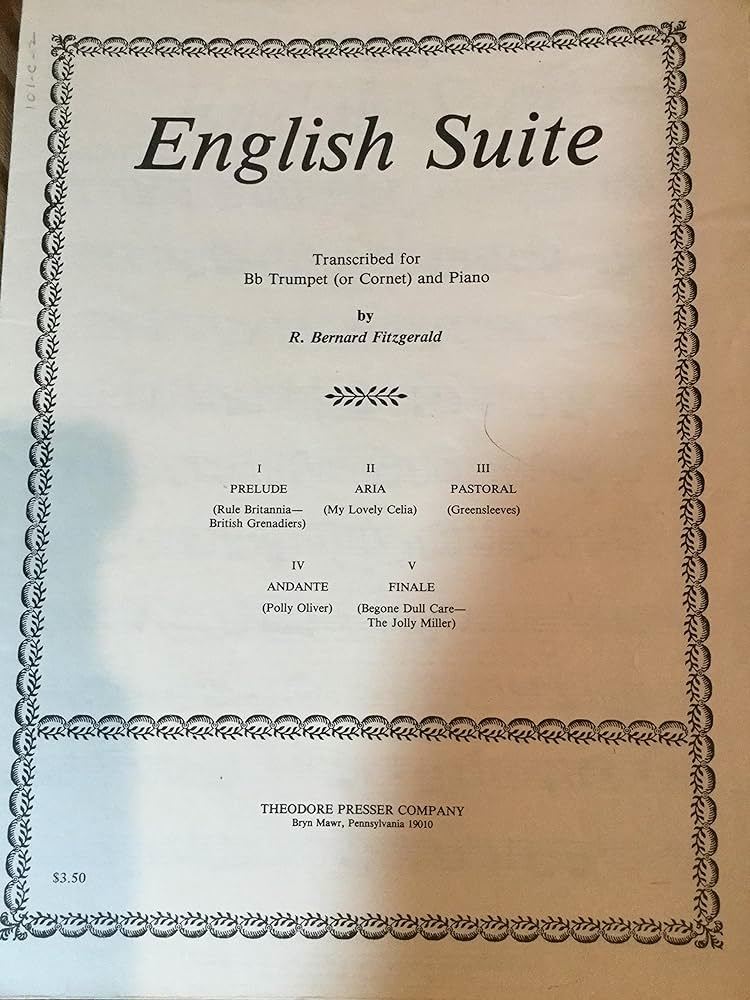 101-C-2
English Suite
Transcribed for
Bb Trumpet (or Cornet) and Piano
by
R. Bernard Fitzgerald
I
PRELUDE
(Rule Britannia—
British Grenadiers)
II
ARIA
(My Lovely Celia)
III
PASTORAL
(Greensleeves)
IV
ANDANTE
(Polly Oliver)
V
FINALE
(Begone Dull Care—
The Jolly Miller)
THEODORE PRESSER COMPANY
Bryn Mawr, Pennsylvania 19010
$3.50